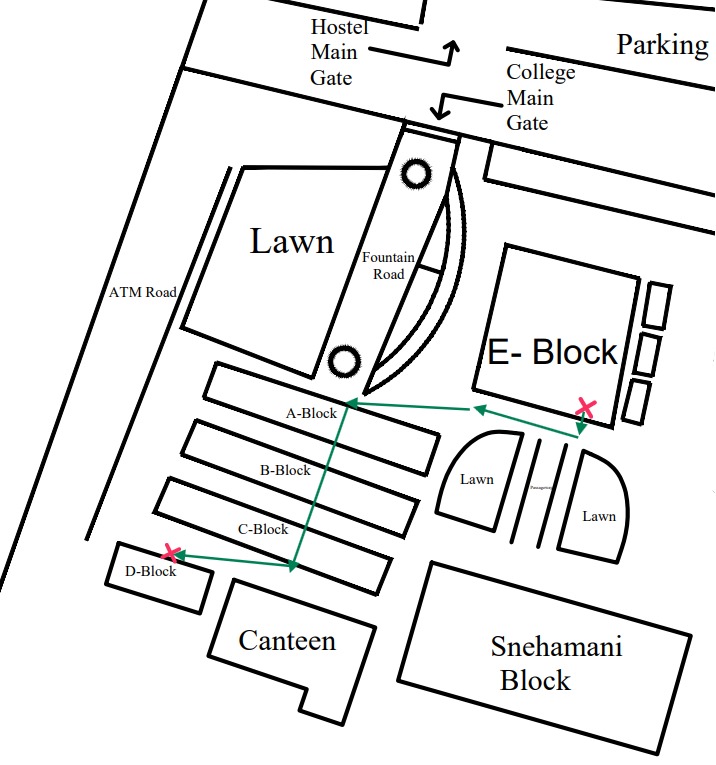 Hostel
Main
Gate
Parking
College
Main
Gate
Lawn
Fountain
Road
ATM Road
E- Block
A-Block
B-Block
Lawn
Lawn
C-Block
D-Block
Canteen
Snehamani
Block